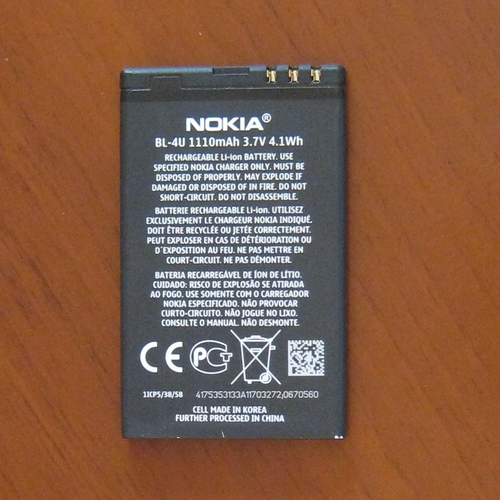 NOKIA®
BL-4U 1110mAh 3.7V 4.1Wh
RECHARGEABLE Li-ion BATTERY. USE
SPECIFIED NOKIA CHARGER ONLY. MUST BE
DISPOSED OF PROPERLY. MAY EXPLODE IF
DAMAGED OR DISPOSED OF IN FIRE. DO NOT
SHORT-CIRCUIT. DO NOT DISASSEMBLE.
BATTERIE RECHARGEABLE Li-ion. UTILISEZ
EXCLUSIVEMENT LE CHARGEUR NOKIA INDIQUÉ.
DOIT ÊTRE RECYCLÉE OU JETÉE CORRECTEMENT.
PEUT EXPLOSER EN CAS DE DÉTÉRIORATION OU
D'EXPOSITION AU FEU. NE PAS METTRE EN
COURT-CIRCUIT. NE PAS DÉMONTER.
BATERIA RECARREGÁVEL DE ÍON DE LÍTIO.
CUIDADO: RISCO DE EXPLOSÃO SE ATIRADA
AO FOGO. USE SOMENTE COM O CARREGADOR
NOKIA ESPECIFICADO. NÃO PROVOCAR
CURTO-CIRCUITO. NÃO JOGUE NO LIXO.
CONSULTE O MANUAL. NÃO DESMONTE.
CE PCT
1ICP5/38/58 4175353133A11703272;0670560
CELL MADE IN KOREA
FURTHER PROCESSED IN CHINA